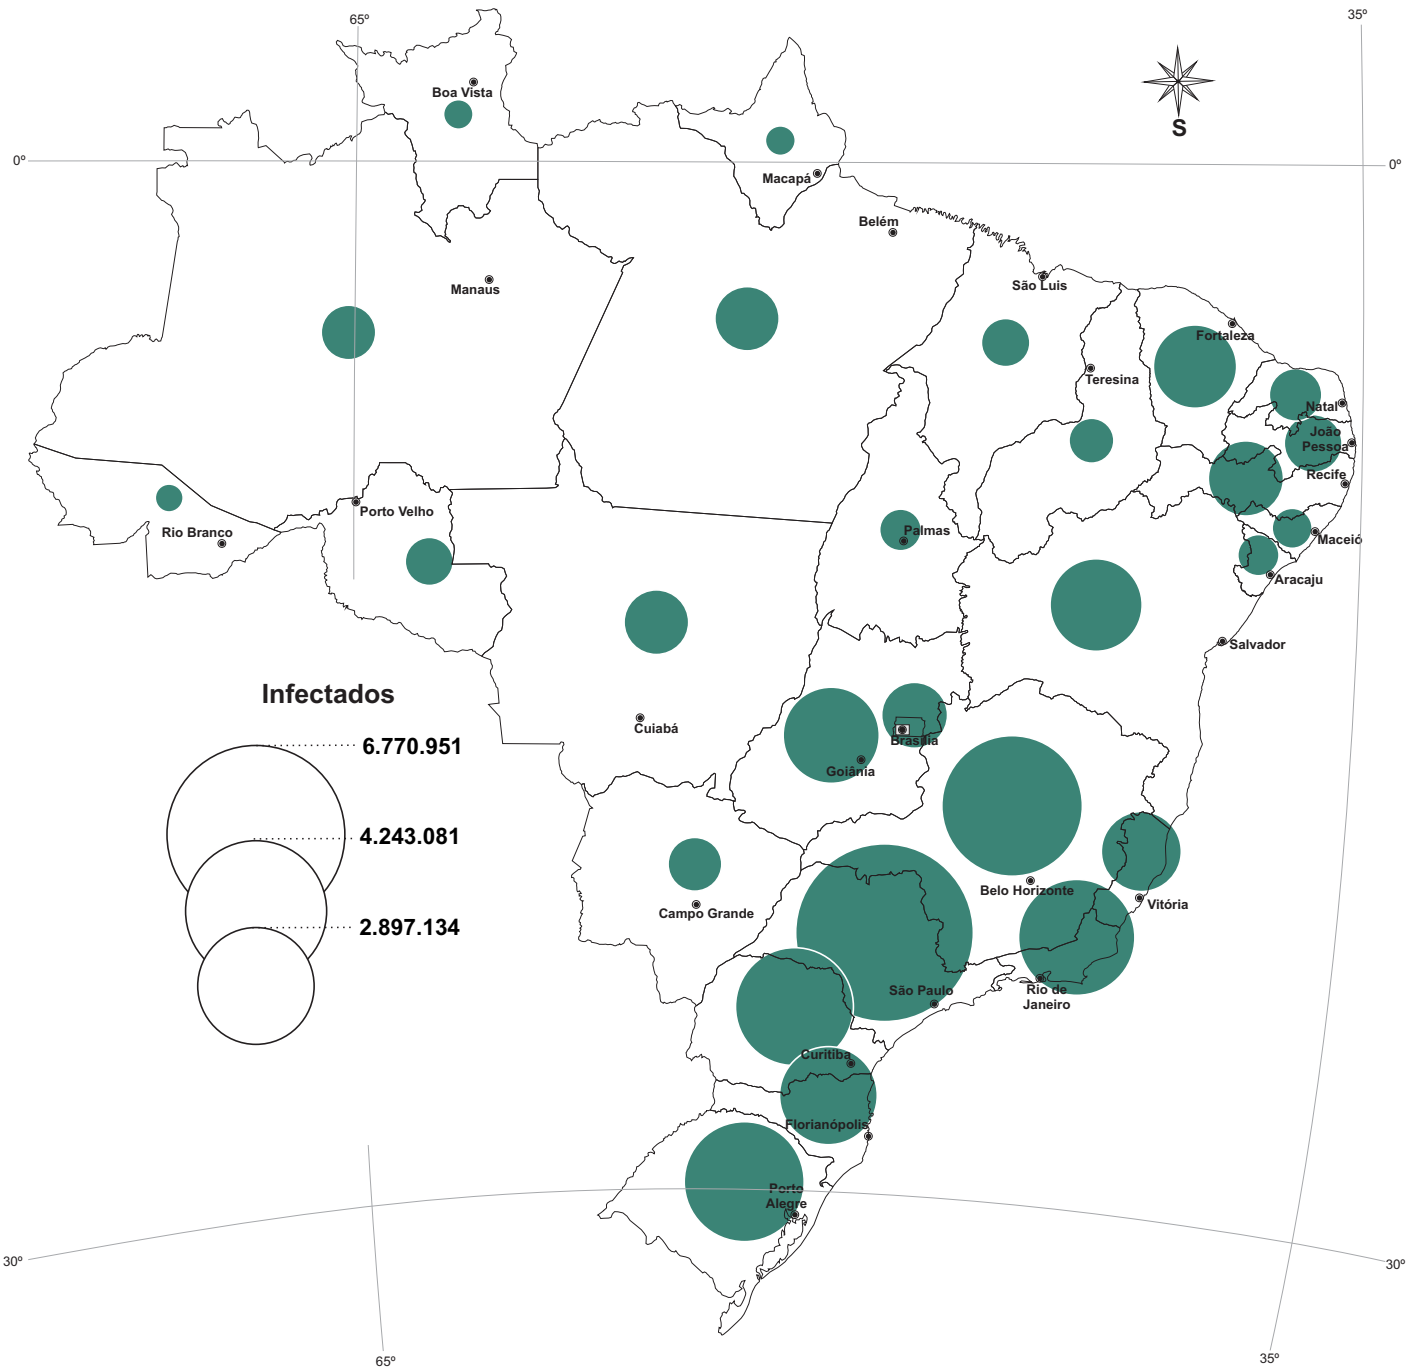 65º
35º
Boa Vista
S
0º
0º
Macapá
Belém
São Luis
Manaus
Fortaleza
Teresina
Natal
João
Pessoa
Recife
Porto Velho
Rio Branco
Palmas
Maceió
Aracaju
Salvador
Infectados
6.770.951
4.243.081
2.897.134
Cuiabá
Brasília
Goiânia
Belo Horizonte
Vitória
Campo Grande
São Paulo
Rio de
Janeiro
Curitiba
Florianópolis
Porto
Alegre
30º
30º
65º
35º